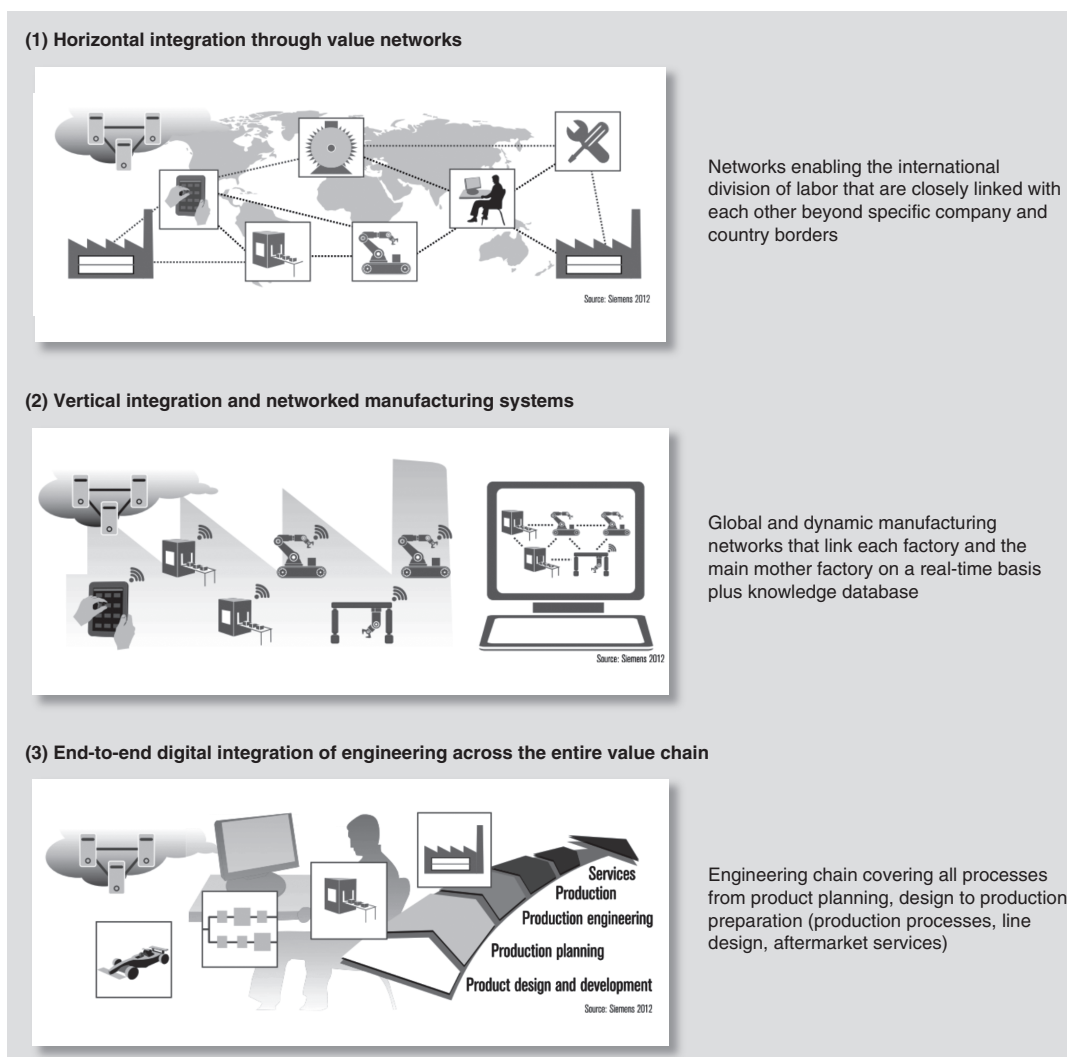 (1) Horizontal integration through value networks
Networks enabling the international
division of labor that are closely linked with
each other beyond specific company and
country borders
Source: Siemens 2012
(2) Vertical integration and networked manufacturing systems
Global and dynamic manufacturing
networks that link each factory and the
main mother factory on a real-time basis
plus knowledge database
Source: Siemens 2012
(3) End-to-end digital integration of engineering across the entire value chain
Services
Production
Production engineering
Production planning
Product design and development
Source: Siemens 2012
Engineering chain covering all processes
from product planning, design to production
preparation (production processes, line
design, aftermarket services)